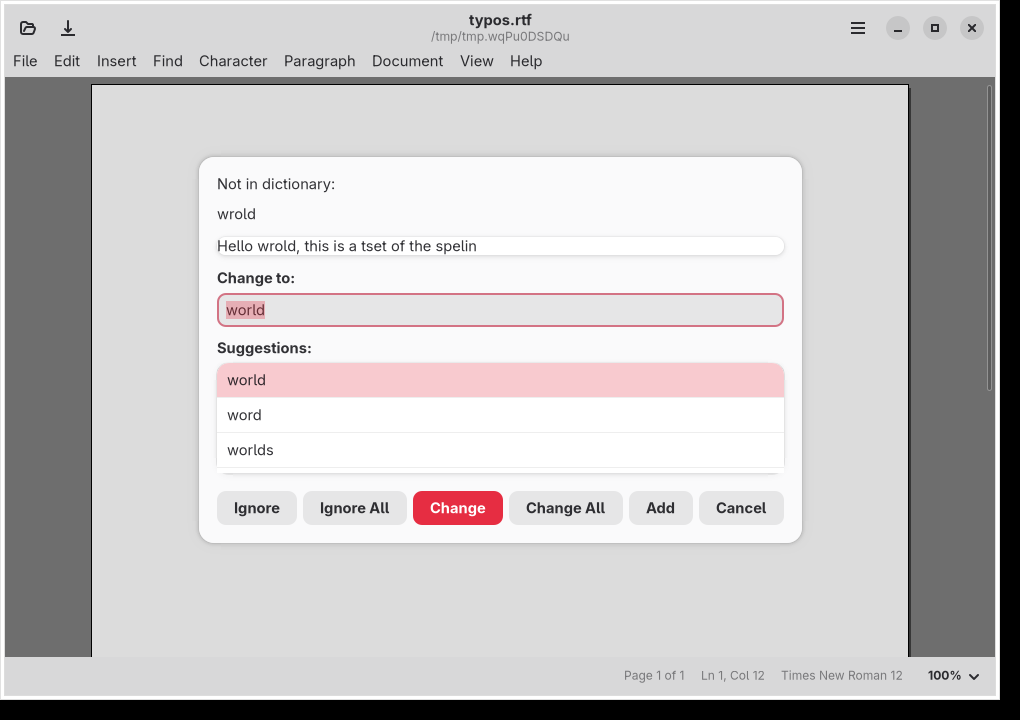 typos.rtf
/tmp/tmp.wqPu0DSDQu
File Edit Insert Find Character Paragraph Document View Help
Not in dictionary:
wrold
Hello wrold, this is a tset of the spelin
Change to:
world
Suggestions:
world
word
worlds
Ignore Ignore All Change Change All Add Cancel
Page 1 of 1 Ln 1, Col 12 Times New Roman 12 100%